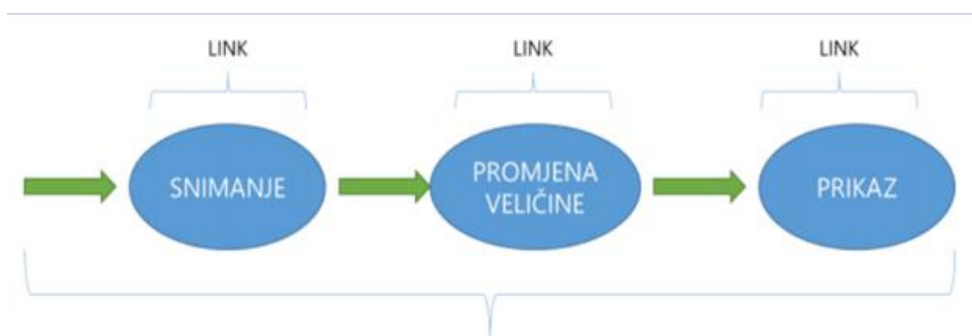 LINK
LINK
LINK
SNIMANJE
PROMJENA
VELIČINE
PRIKAZ